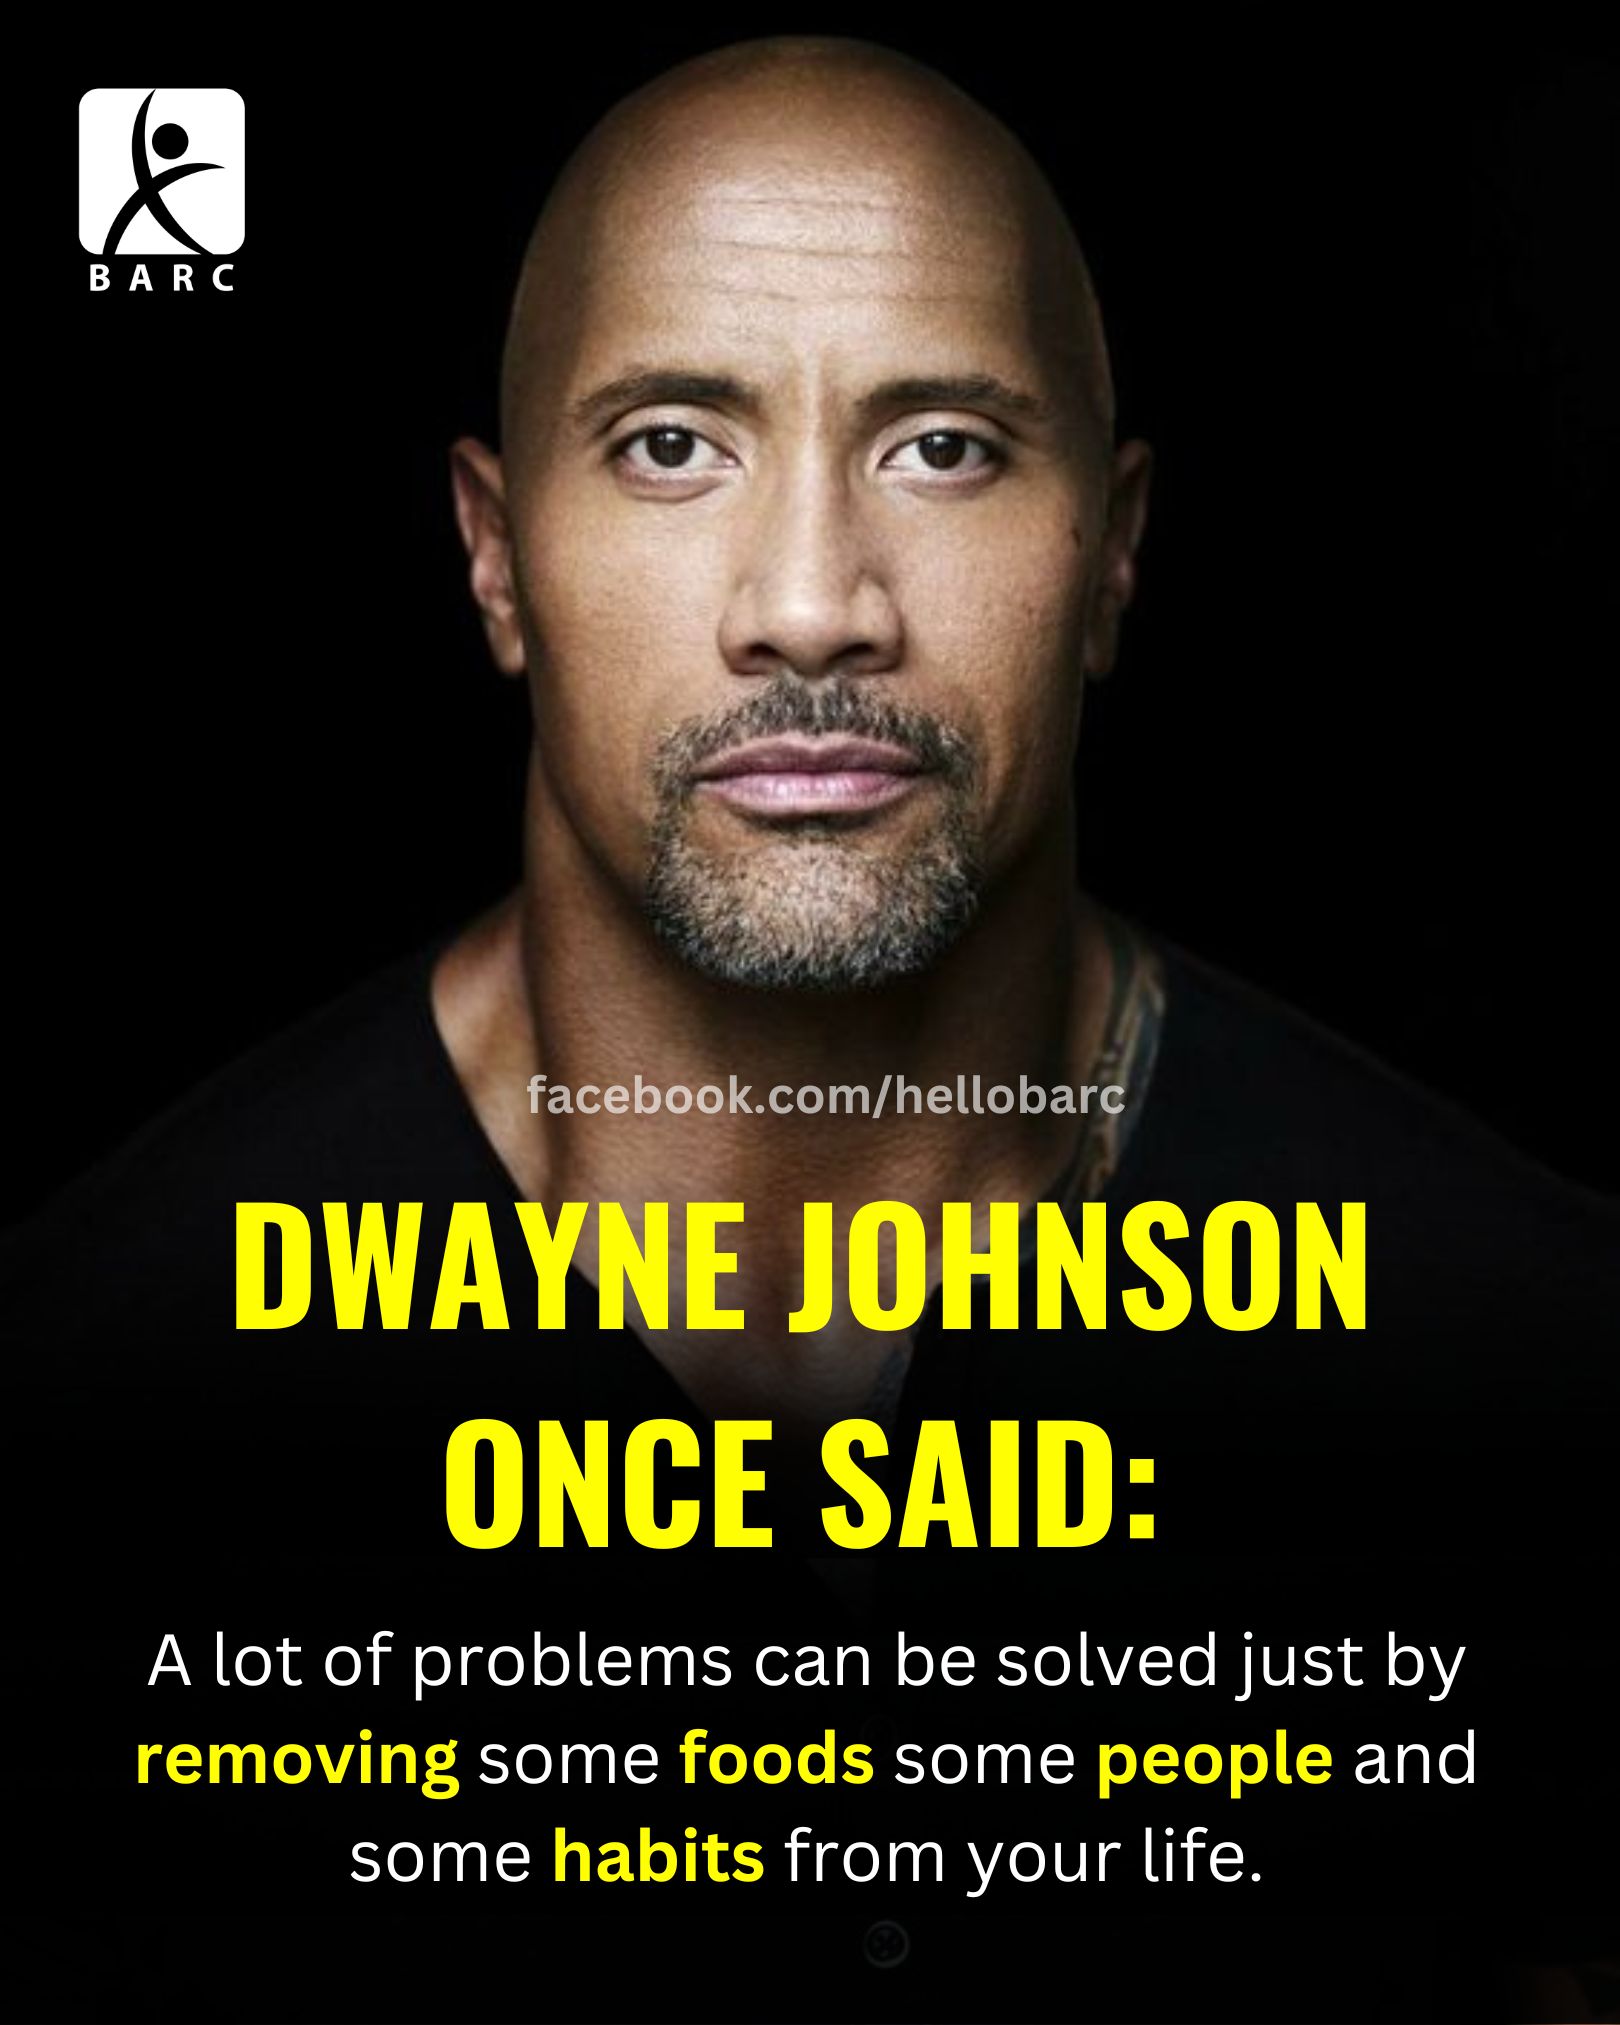 BARC
facebook.com/hellobarc
DWAYNE JOHNSON
ONCE SAID:
A lot of problems can be solved just by
removing some foods some people and
some habits from your life.